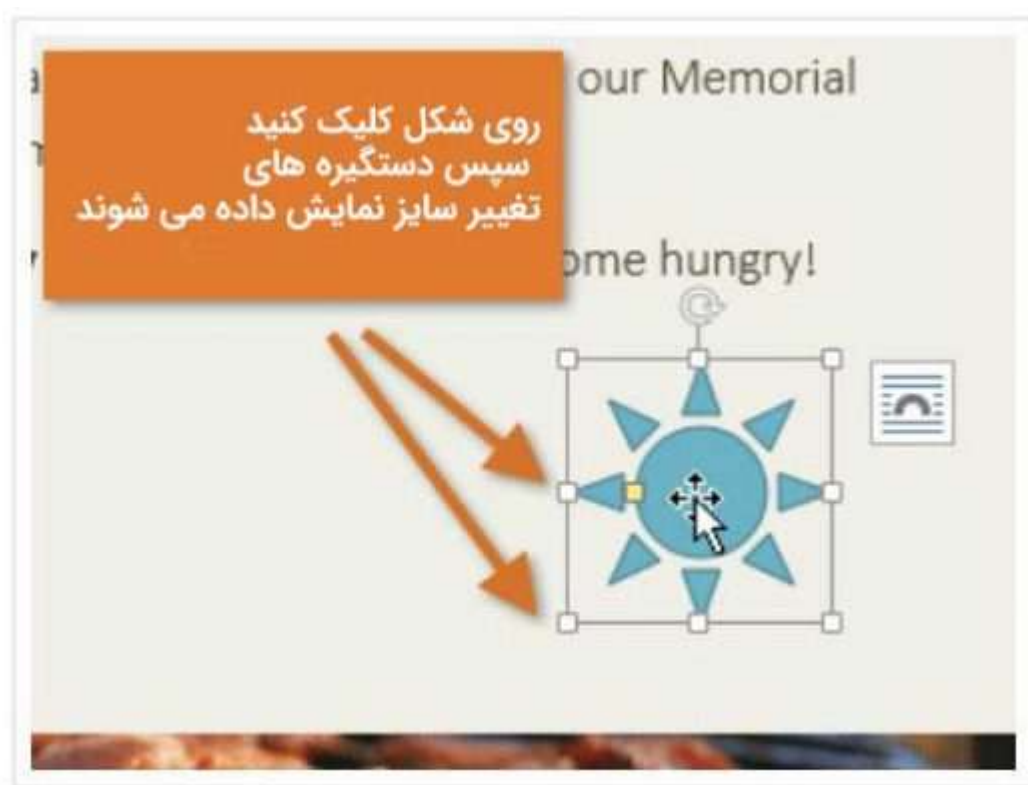 our Memorial
روی شکل کلیک کنید
سپس دستگیره های
تغییر سایز نمایش داده می شوند
ome hungry!